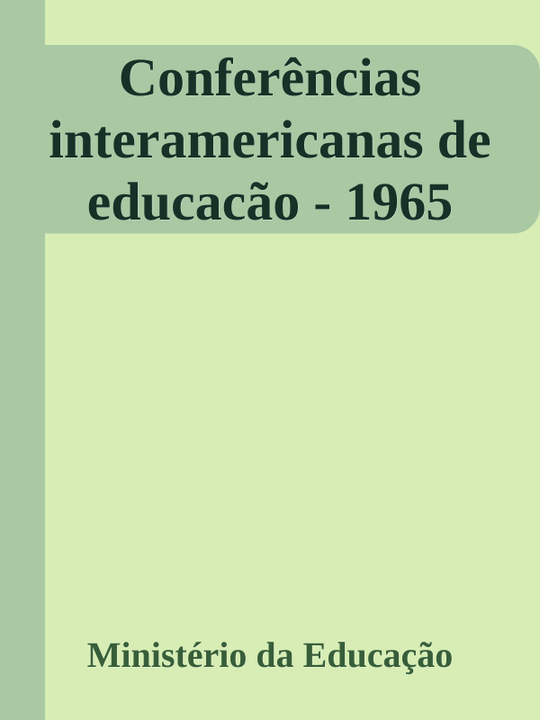 Conferências
interamericanas de
educacão - 1965
Ministério da Educação